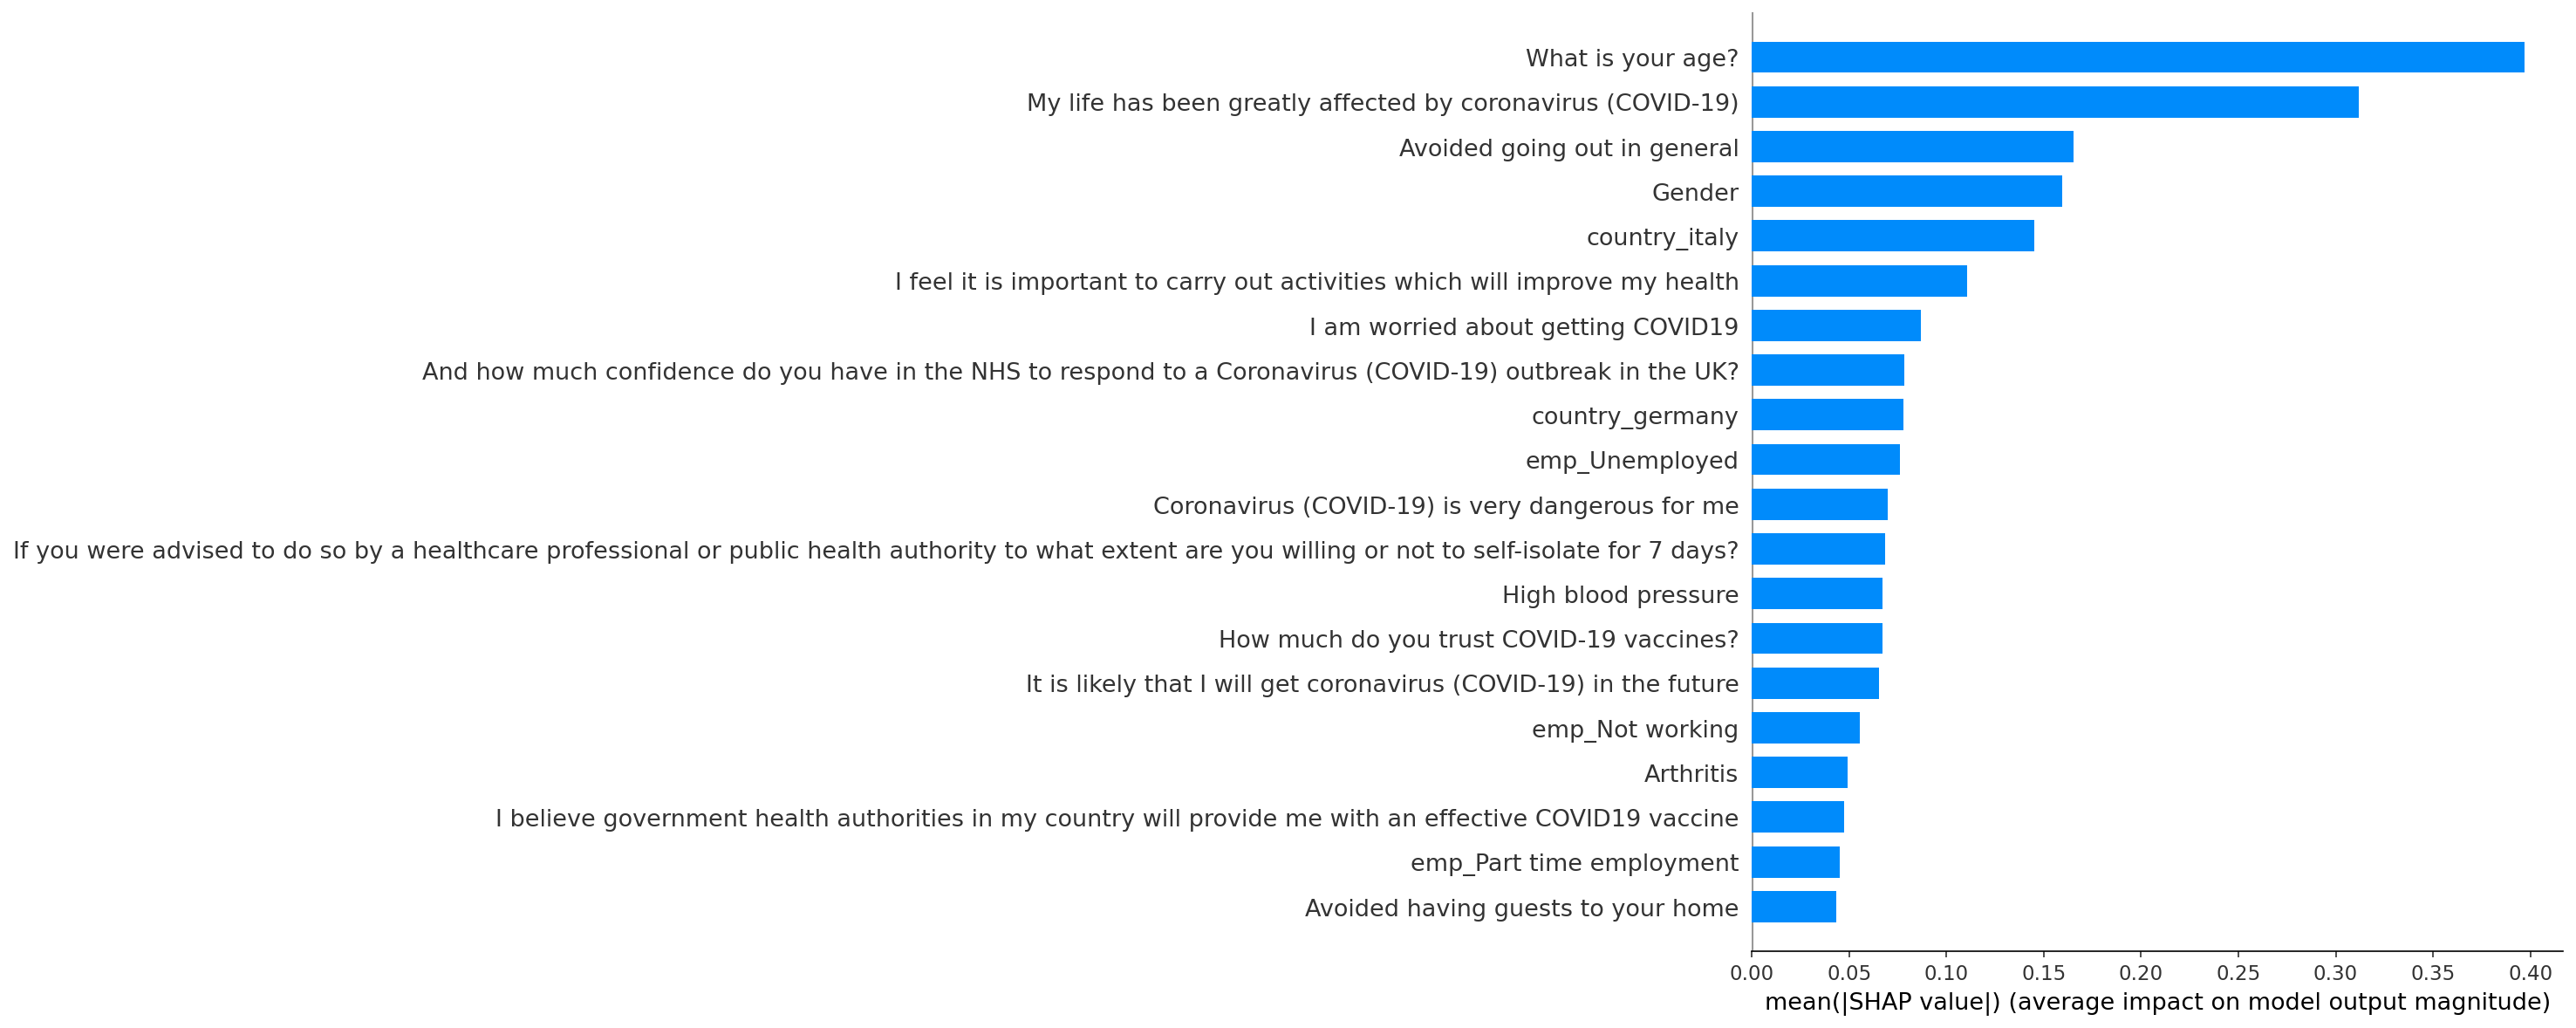 What is your age?
My life has been greatly affected by coronavirus (COVID-19)
Avoided going out in general
Gender
country_italy
I feel it is important to carry out activities which will improve my health
I am worried about getting COVID19
And how much confidence do you have in the NHS to respond to a Coronavirus (COVID-19) outbreak in the UK?
country_germany
emp_Unemployed
Coronavirus (COVID-19) is very dangerous for me
If you were advised to do so by a healthcare professional or public health authority to what extent are you willing or not to self-isolate for 7 days?
High blood pressure
How much do you trust COVID-19 vaccines?
It is likely that I will get coronavirus (COVID-19) in the future
emp_Not working
Arthritis
I believe government health authorities in my country will provide me with an effective COVID19 vaccine
emp_Part time employment
Avoided having guests to your home
0.00 0.05 0.10 0.15 0.20 0.25 0.30 0.35 0.40
mean(|SHAP value|) (average impact on model output magnitude)